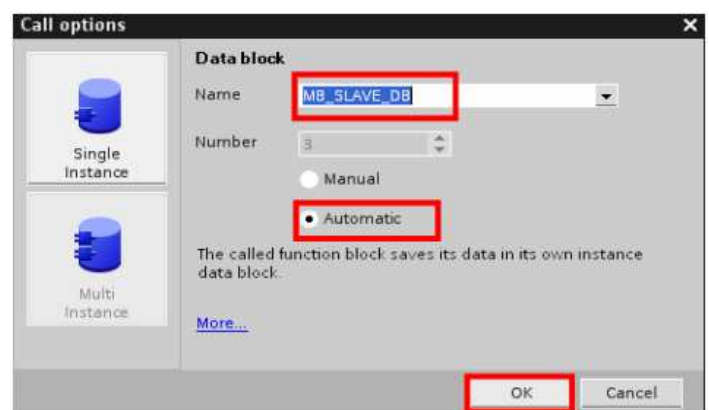 Call options
Data block
Name MB_SLAVE_DB
Number 3
Single
Instance
Manual
Automatic
The called function block saves its data in its own instance
data block.
Multi
Instance
More...
OK Cancel